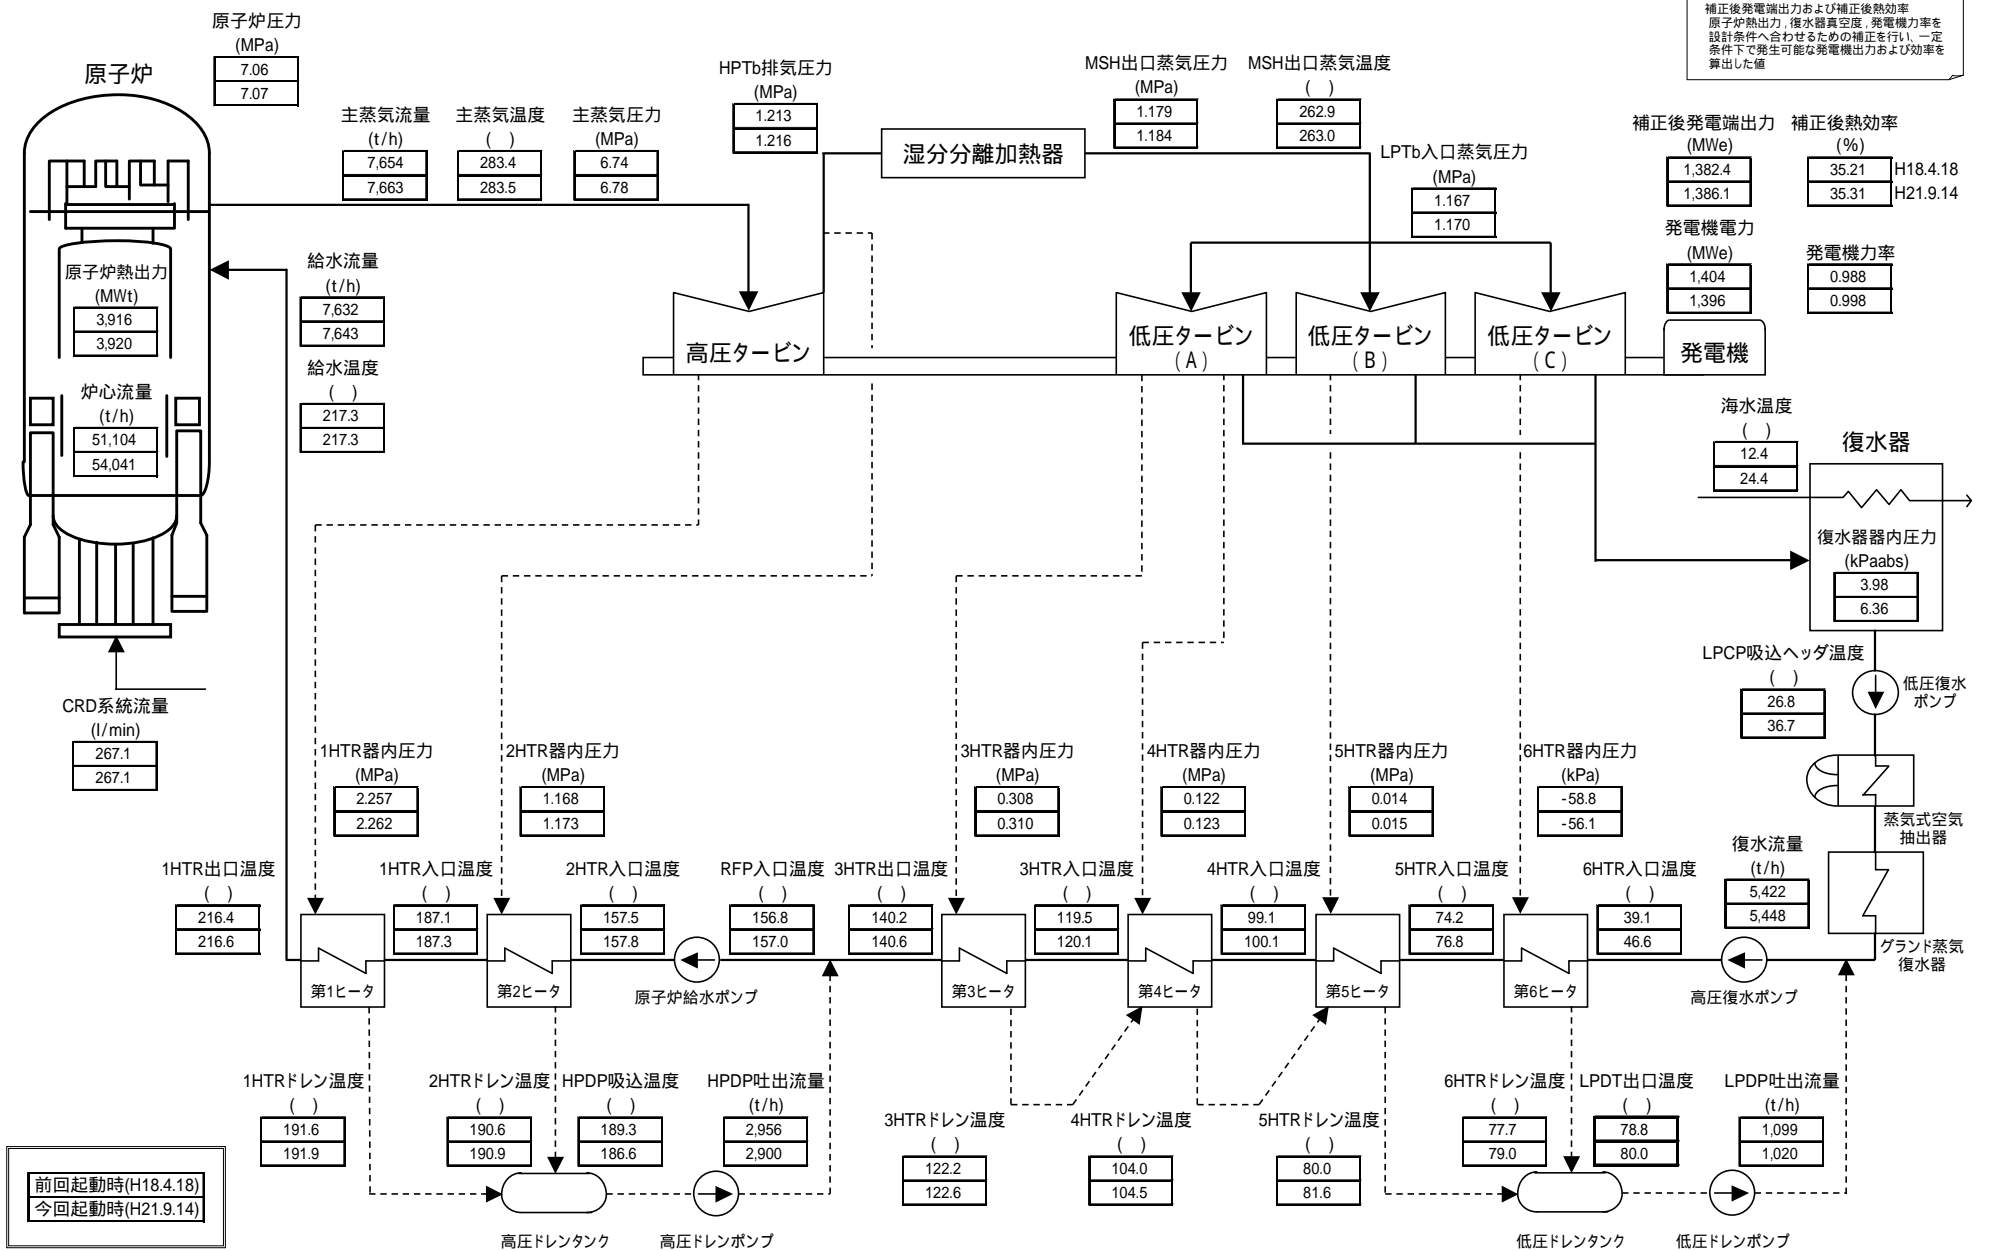 補正後発電端出力および補正後熱効率
原子炉熱出力,復水器真空度,発電機力率を
設計条件へ合わせるための補正を行い、一定
条件下で発生可能な発電機出力および効率を
算出した値
原子炉圧力
(MPa)
7.06
7.07
原子炉
主蒸気流量
(t/h)
7,654
7,663
主蒸気温度
( )
283.4
283.5
主蒸気圧力
(MPa)
6.74
6.78
HPTb排気圧力
(MPa)
1.213
1.216
湿分分離加熱器
MSH出口蒸気圧力
(MPa)
1.179
1.184
MSH出口蒸気温度
( )
262.9
263.0
LPTb入口蒸気圧力
(MPa)
1.167
1.170
補正後発電端出力
(MWe)
1,382.4
1,386.1
補正後熱効率
(%)
35.21 H18.4.18
35.31 H21.9.14
発電機電力
(MWe)
1,404
1,396
発電機力率
0.988
0.998
原子炉熱出力
(MWt)
3,916
3,920
炉心流量
(t/h)
51,104
54,041
給水流量
(t/h)
7,632
7,643
給水温度
( )
217.3
217.3
高圧タービン
低圧タービン
(A)
低圧タービン
(B)
低圧タービン
(C)
発電機
海水温度
( )
12.4
24.4
復水器
復水器器内圧力
(kPaabs)
3.98
6.36
LPCP吸込ヘッダ温度
( )
26.8
36.7
低圧復水
ポンプ
蒸気式空気
抽出器
CRD系統流量
(l/min)
267.1
267.1
1HTR器内圧力
(MPa)
2.257
2.262
2HTR器内圧力
(MPa)
1.168
1.173
3HTR器内圧力
(MPa)
0.308
0.310
4HTR器内圧力
(MPa)
0.122
0.123
5HTR器内圧力
(MPa)
0.014
0.015
6HTR器内圧力
(kPa)
-58.8
-56.1
復水流量
(t/h)
5,422
5,448
グランド蒸気
復水器
1HTR出口温度
( )
216.4
216.6
1HTR入口温度
( )
187.1
187.3
2HTR入口温度
( )
157.5
157.8
RFP入口温度
( )
156.8
157.0
3HTR出口温度
( )
140.2
140.6
3HTR入口温度
( )
119.5
120.1
4HTR入口温度
( )
99.1
100.1
5HTR入口温度
( )
74.2
76.8
6HTR入口温度
( )
39.1
46.6
第1ヒータ
第2ヒータ
原子炉給水ポンプ
第3ヒータ
第4ヒータ
第5ヒータ
第6ヒータ
高圧復水ポンプ
1HTRドレン温度
( )
191.6
191.9
2HTRドレン温度
( )
190.6
190.9
HPDP吸込温度
( )
189.3
186.6
HPDP吐出流量
(t/h)
2,956
2,900
3HTRドレン温度
( )
122.2
122.6
4HTRドレン温度
( )
104.0
104.5
5HTRドレン温度
( )
80.0
81.6
6HTRドレン温度
( )
77.7
79.0
LPDT出口温度
( )
78.8
80.0
LPDP吐出流量
(t/h)
1,099
1,020
高圧ドレンタンク
高圧ドレンポンプ
低圧ドレンタンク
低圧ドレンポンプ
前回起動時(H18.4.18)
今回起動時(H21.9.14)